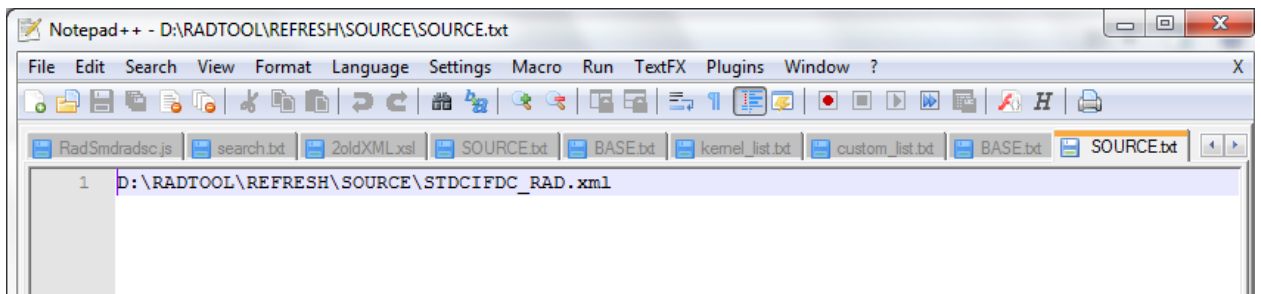 Notepad++ - D:\RADTOOL\REFRESH\SOURCE\SOURCE.txt
File Edit Search View Format Language Settings Macro Run TextFX Plugins Window ? X
RadSmdradsc.js search.txt 2oldXML.xsl SOURCE.txt BASE.txt kernel_list.txt custom_list.txt BASE.txt SOURCE.txt
1 D:\RADTOOL\REFRESH\SOURCE\STDCIFDC_RAD.xml